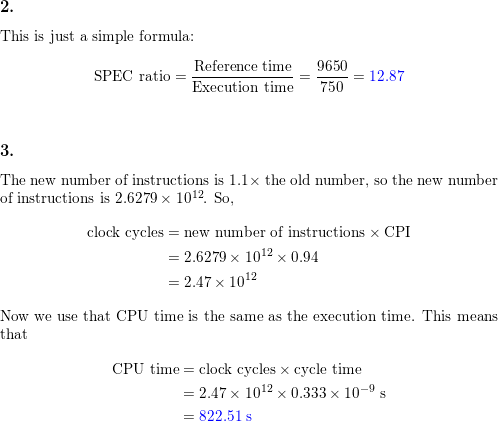 2.
This is just a simple formula:
SPEC ratio = Reference time / Execution time = 9650 / 750 = 12.87
3.
The new number of instructions is 1.1× the old number, so the new number
of instructions is 2.6279 × 10^12. So,
clock cycles = new number of instructions × CPI
= 2.6279 × 10^12 × 0.94
= 2.47 × 10^12
Now we use that CPU time is the same as the execution time. This means
that
CPU time = clock cycles × cycle time
= 2.47 × 10^12 × 0.333 × 10^−9 s
= 822.51 s